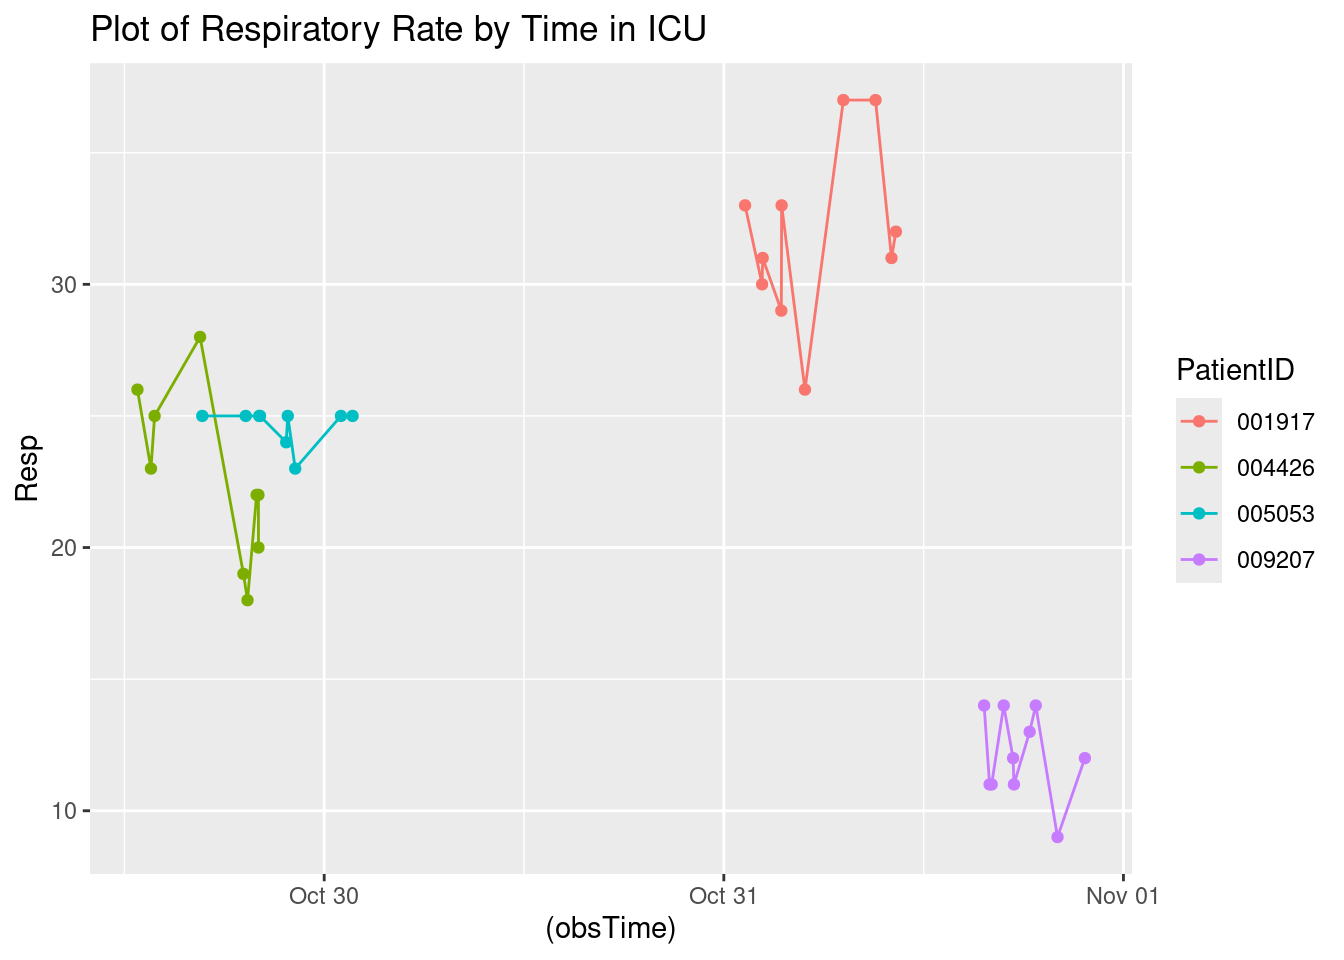 Plot of Respiratory Rate by Time in ICU
Resp
30
20
10
Oct 30
Oct 31
Nov 01
(obsTime)
PatientID
001917
004426
005053
009207